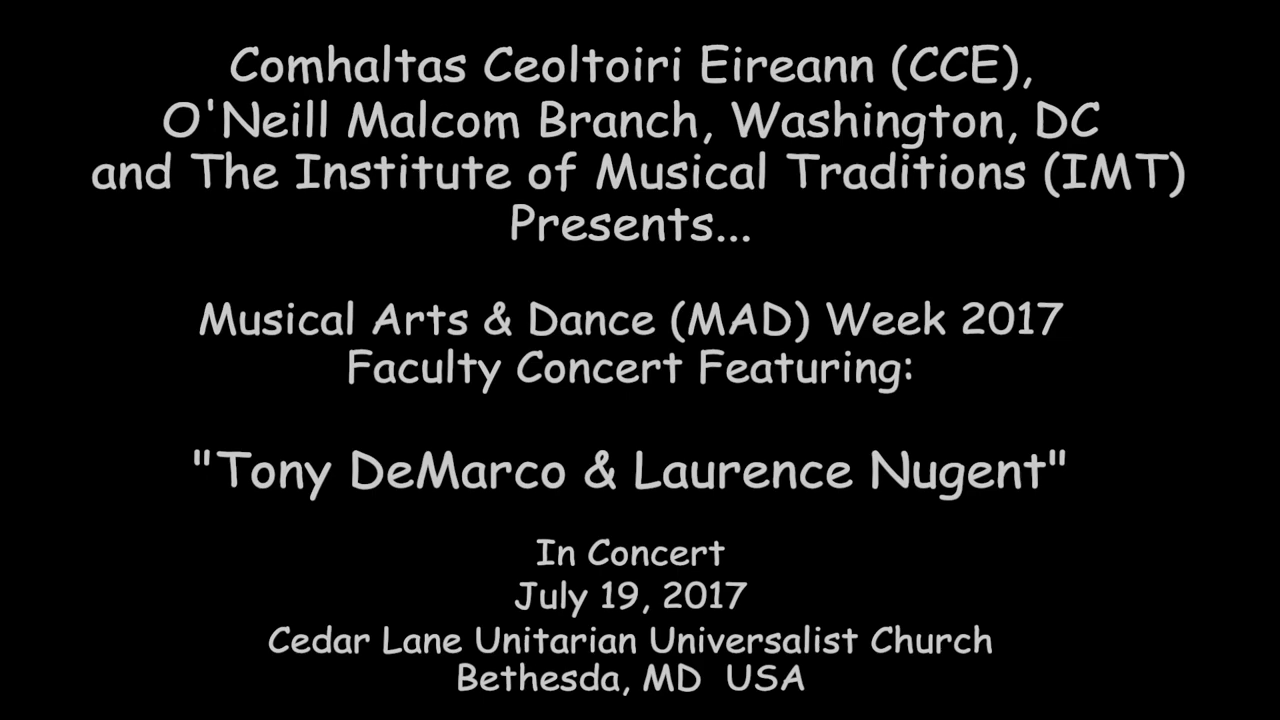 Comhaltas Ceoltoiri Eireann (CCE),
O'Neill Malcom Branch, Washington, DC
and The Institute of Musical Traditions (IMT)
Presents...
Musical Arts & Dance (MAD) Week 2017
Faculty Concert Featuring:
"Tony DeMarco & Laurence Nugent"
In Concert
July 19, 2017
Cedar Lane Unitarian Universalist Church
Bethesda, MD  USA